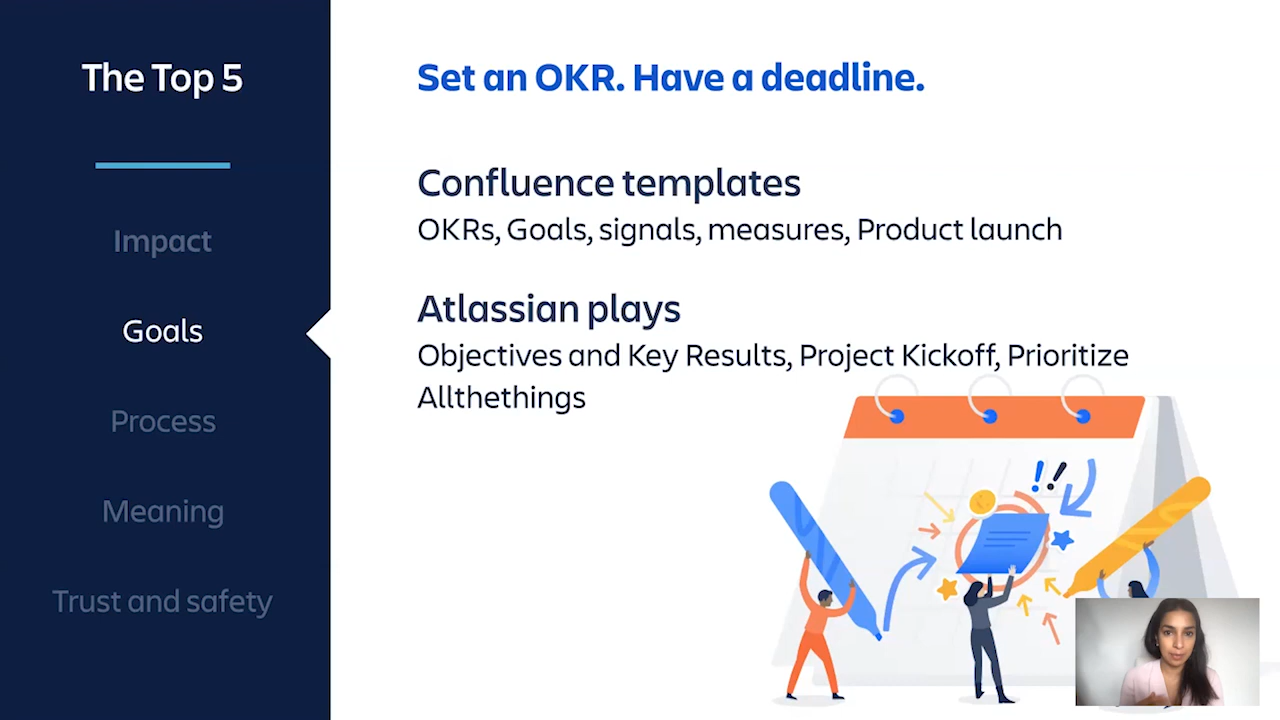 The Top 5
Impact
Goals
Process
Meaning
Trust and safety
Set an OKR. Have a deadline.
Confluence templates
OKRs, Goals, signals, measures, Product launch
Atlassian plays
Objectives and Key Results, Project Kickoff, Prioritize
Allthethings
!!